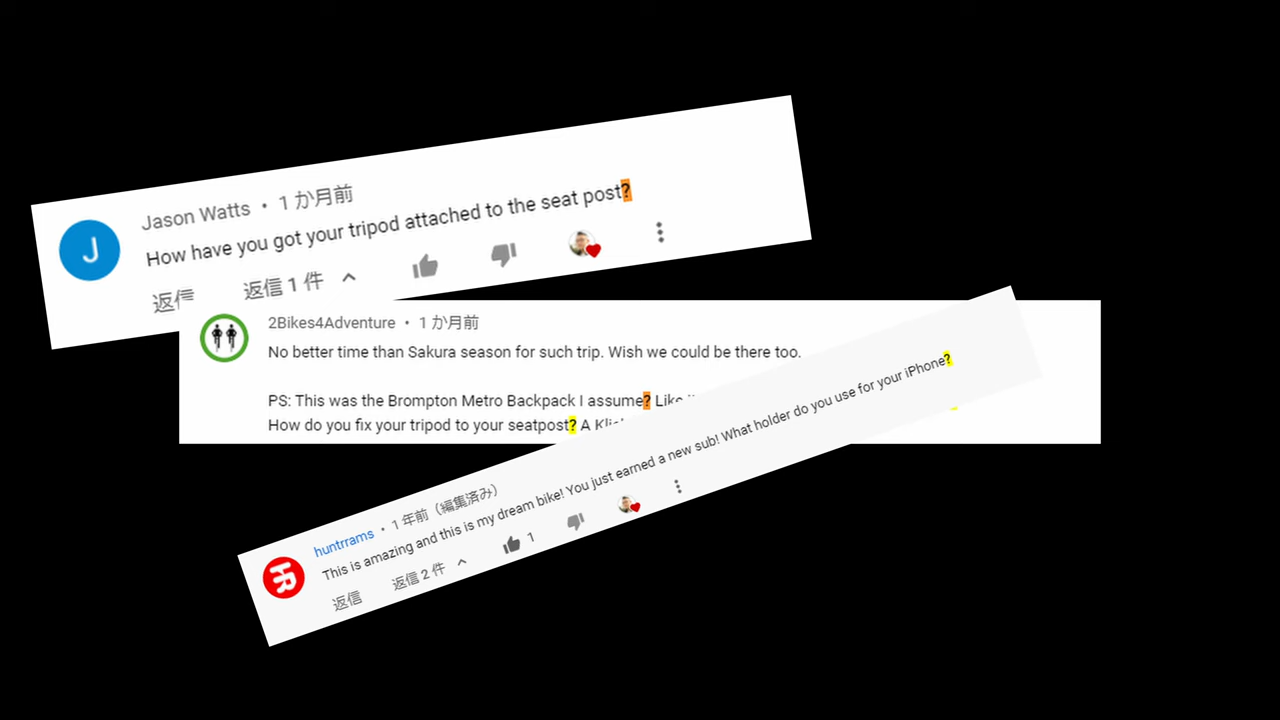 Jason Watts • 1 か月前
How have you got your tripod attached to the seat post?
J
返信 返信 1 件
2Bikes4Adventure • 1 か月前
No better time than Sakura season for such trip. Wish we could be there too.
PS: This was the Brompton Metro Backpack I assume? Like
How do you fix your tripod to your seatpost? A
huntrrams • 1 年前（編集済み）
This is amazing and this is my dream bike! You just earned a new sub! What holder do you use for your iPhone?
HR
1
返信 返信 2 件